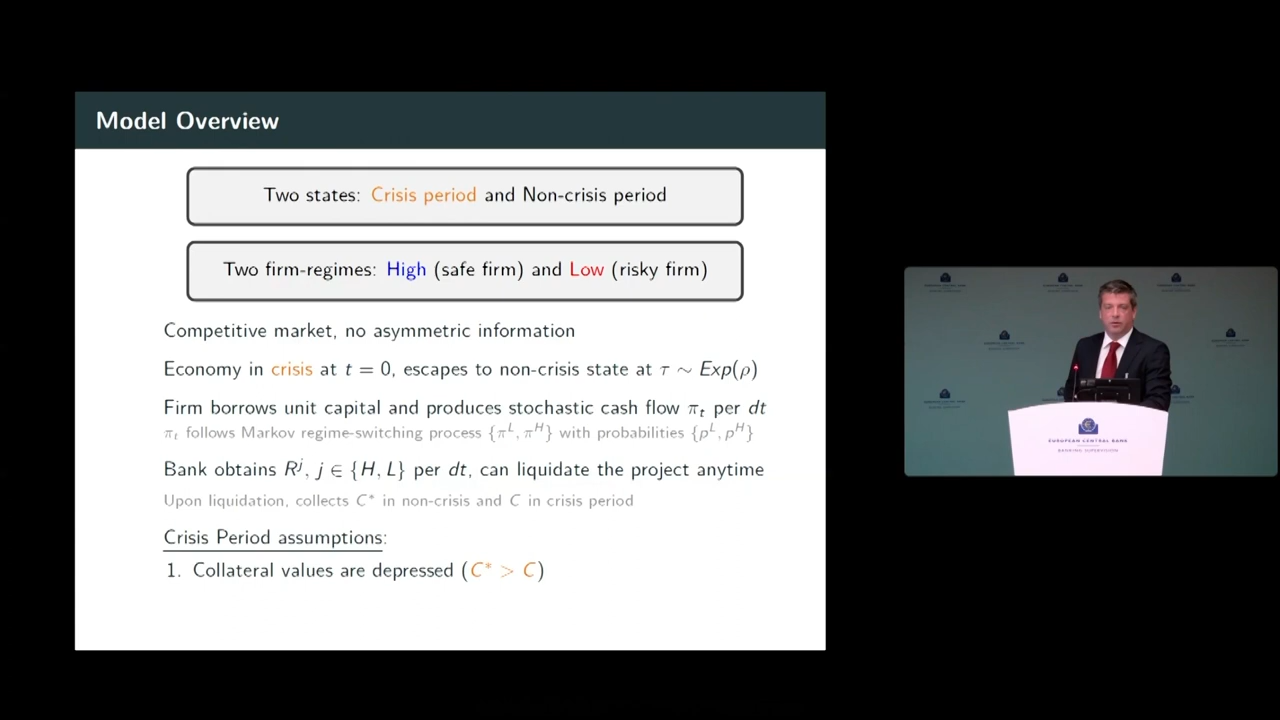 Model Overview
Two states: Crisis period and Non-crisis period
Two firm-regimes: High (safe firm) and Low (risky firm)
Competitive market, no asymmetric information
Economy in crisis at t = 0, escapes to non-crisis state at τ ∼ Exp(ρ)
Firm borrows unit capital and produces stochastic cash flow πₜ per dt
πₜ follows Markov regime-switching process {π^L, π^H} with probabilities {p^L, p^H}
Bank obtains R^j, j ∈ {H, L} per dt, can liquidate the project anytime
Upon liquidation, collects C* in non-crisis and C in crisis period
Crisis Period assumptions:
1. Collateral values are depressed (C* > C)
EUROPEAN CENTRAL BANK
BANKING SUPERVISION